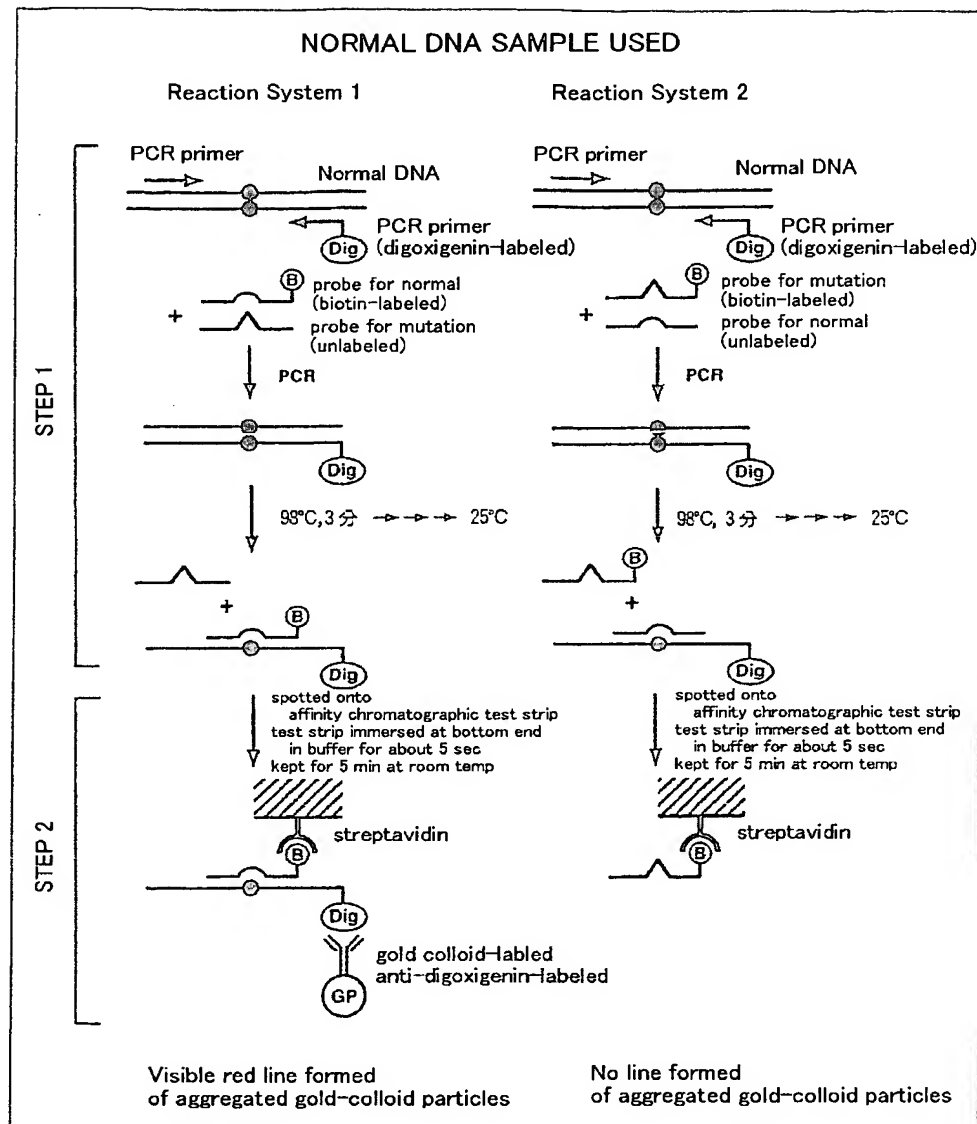 NORMAL DNA SAMPLE USED
Reaction System 1
STEP 1
PCR primer
Normal DNA
PCR primer
Dig
(digoxigenin-labeled)
B
probe for normal
(biotin-labeled)
+
probe for mutation
(unlabeled)
PCR
Dig
98°C, 3分
25°C
+
B
Dig
STEP 2
spotted onto
affinity chromatographic test strip
test strip immersed at bottom end
in buffer for about 5 sec
kept for 5 min at room temp
streptavidin
B
Dig
gold colloid-labled
anti-digoxigenin-labeled
GP
Visible red line formed
of aggregated gold-colloid particles
Reaction System 2
PCR primer
Normal DNA
PCR primer
Dig
(digoxigenin-labeled)
B
probe for mutation
(biotin-labeled)
+
probe for normal
(unlabeled)
PCR
Dig
98°C, 3分
25°C
B
+
Dig
spotted onto
affinity chromatographic test strip
test strip immersed at bottom end
in buffer for about 5 sec
kept for 5 min at room temp
streptavidin
B
No line formed
of aggregated gold-colloid particles